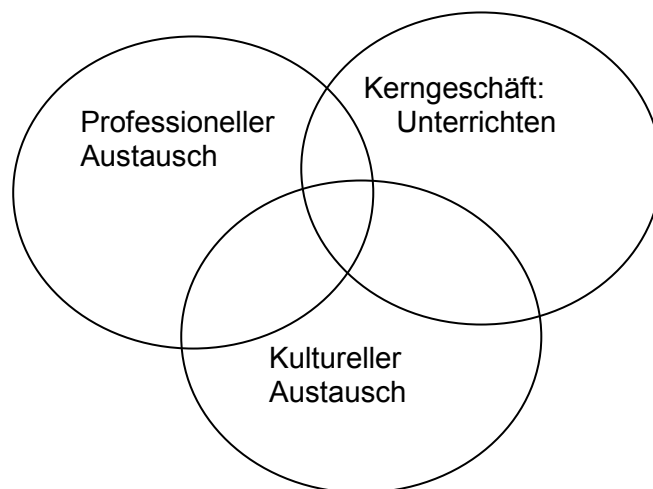 Professioneller
Austausch
Kerngeschäft:
Unterrichten
Kultureller
Austausch